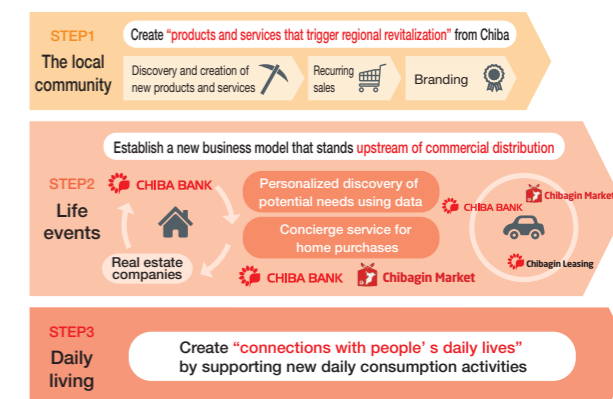 STEP1
The local
community
Create “products and services that trigger regional revitalization” from Chiba
Discovery and creation of
new products and services
Recurring
sales
Branding
STEP2
Life
events
Establish a new business model that stands upstream of commercial distribution
CHIBA BANK
Real estate
companies
Personalized discovery of
potential needs using data
Concierge service for
home purchases
CHIBA BANK
Chibagin Market
CHIBA BANK
Chibagin Market
Chibagin Leasing
STEP3
Daily
living
Create “connections with people’ s daily lives”
by supporting new daily consumption activities